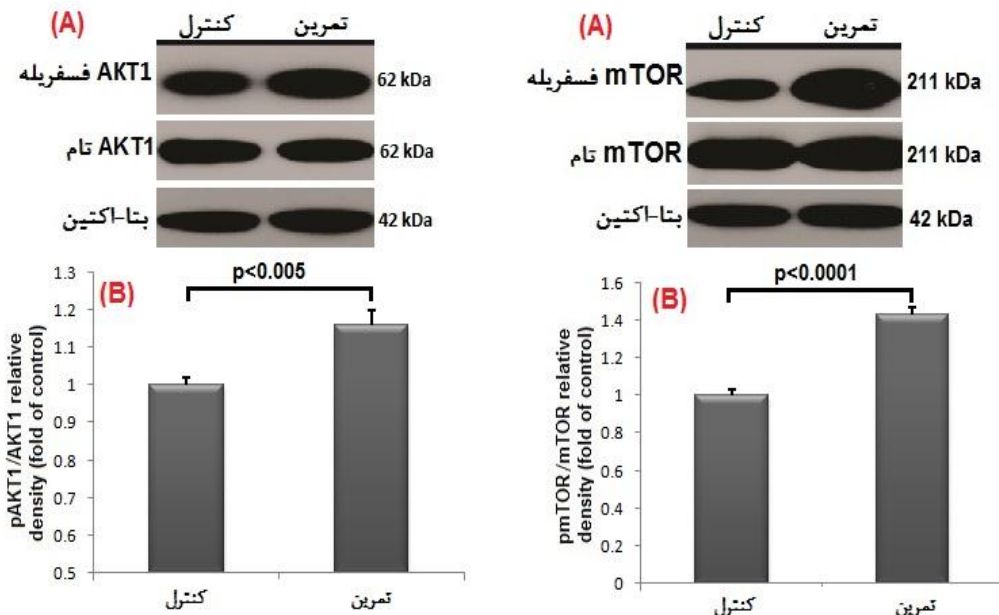 (A)
کنترل تمرین
AKT1 فسفریله
62 kDa
AKT1 تام
62 kDa
بتا-اکتین
42 kDa
(B)
p<0.005
1.3
1.2
1.1
1
0.9
0.8
0.7
0.6
0.5
pAKT1/AKT1 relative
density (fold of control)
کنترل تمرین
(A)
کنترل تمرین
mTOR فسفریله
211 kDa
mTOR تام
211 kDa
بتا-اکتین
42 kDa
(B)
p<0.0001
1.6
1.4
1.2
1
0.8
0.6
0.4
0.2
0
pmTOR/mTOR relative
density (fold of control)
کنترل تمرین